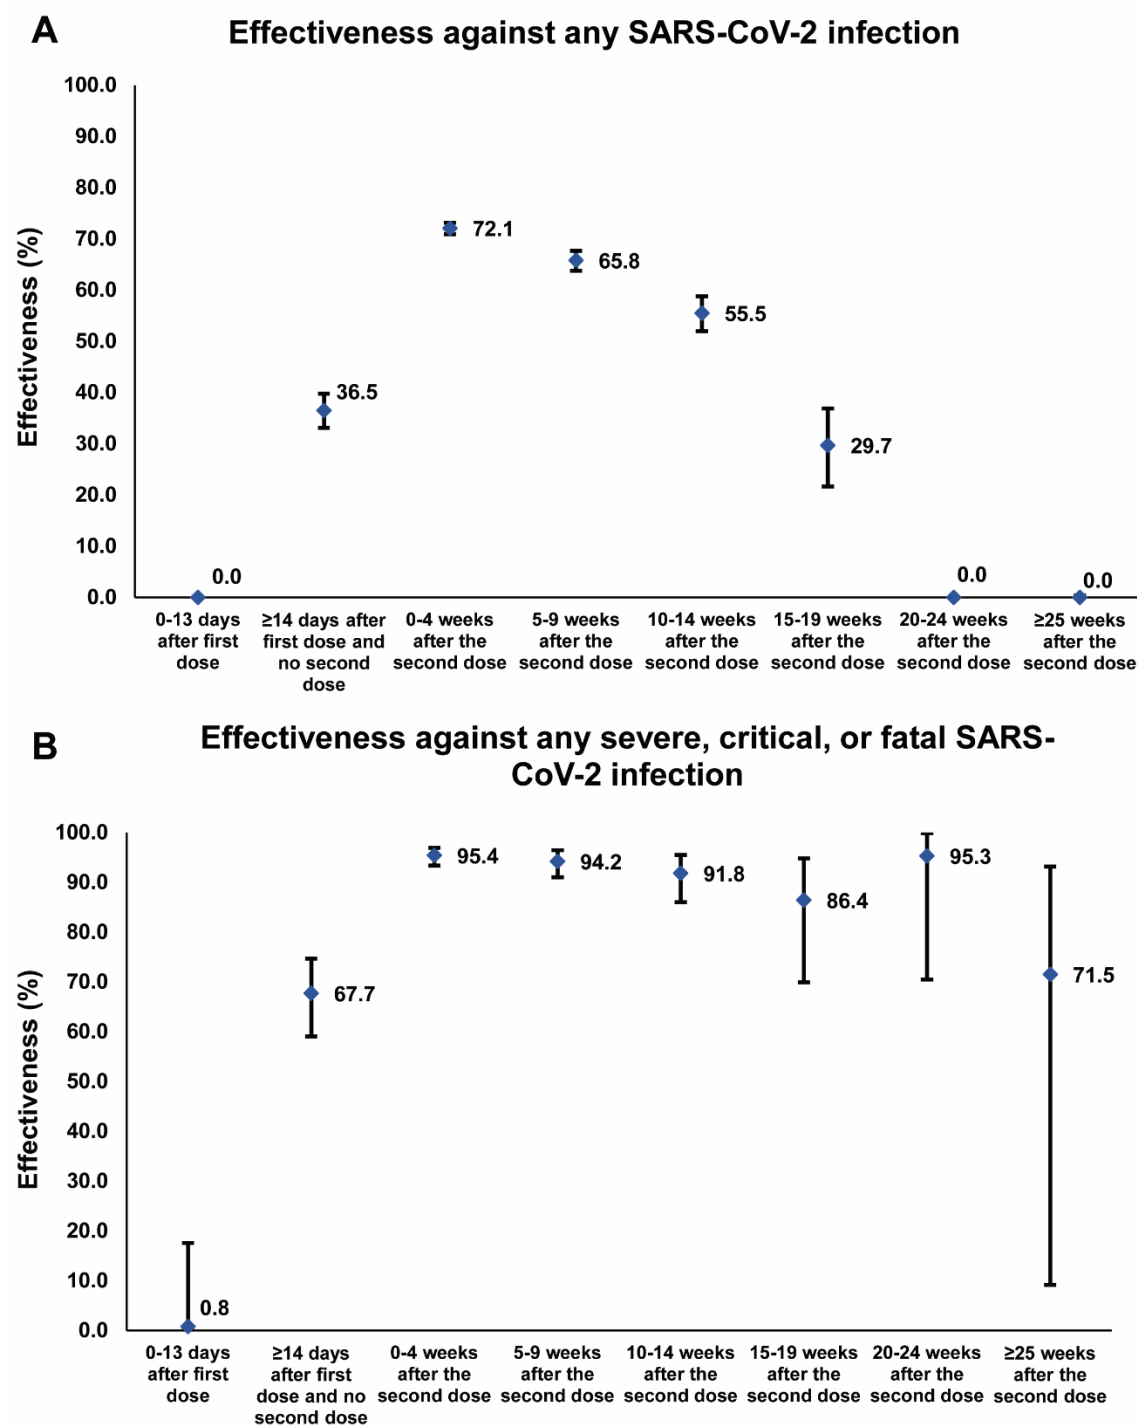 A
Effectiveness against any SARS-CoV-2 infection
Effectiveness (%)
100.0
90.0
80.0
70.0
60.0
50.0
40.0
30.0
20.0
10.0
0.0
0.0
36.5
72.1
65.8
55.5
29.7
0.0
0.0
0-13 days
after first
dose
≥14 days after
first dose and
no second
dose
0-4 weeks
after the
second dose
5-9 weeks
after the
second dose
10-14 weeks
after the
second dose
15-19 weeks
after the
second dose
20-24 weeks
after the
second dose
≥25 weeks
after the
second dose
B
Effectiveness against any severe, critical, or fatal SARS-
CoV-2 infection
Effectiveness (%)
100.0
90.0
80.0
70.0
60.0
50.0
40.0
30.0
20.0
10.0
0.0
0.8
67.7
95.4
94.2
91.8
86.4
95.3
71.5
0-13 days
after first
dose
≥14 days
after first
dose and no
second dose
0-4 weeks
after the
second dose
5-9 weeks
after the
second dose
10-14 weeks
after the
second dose
15-19 weeks
after the
second dose
20-24 weeks
after the
second dose
≥25 weeks
after the
second dose